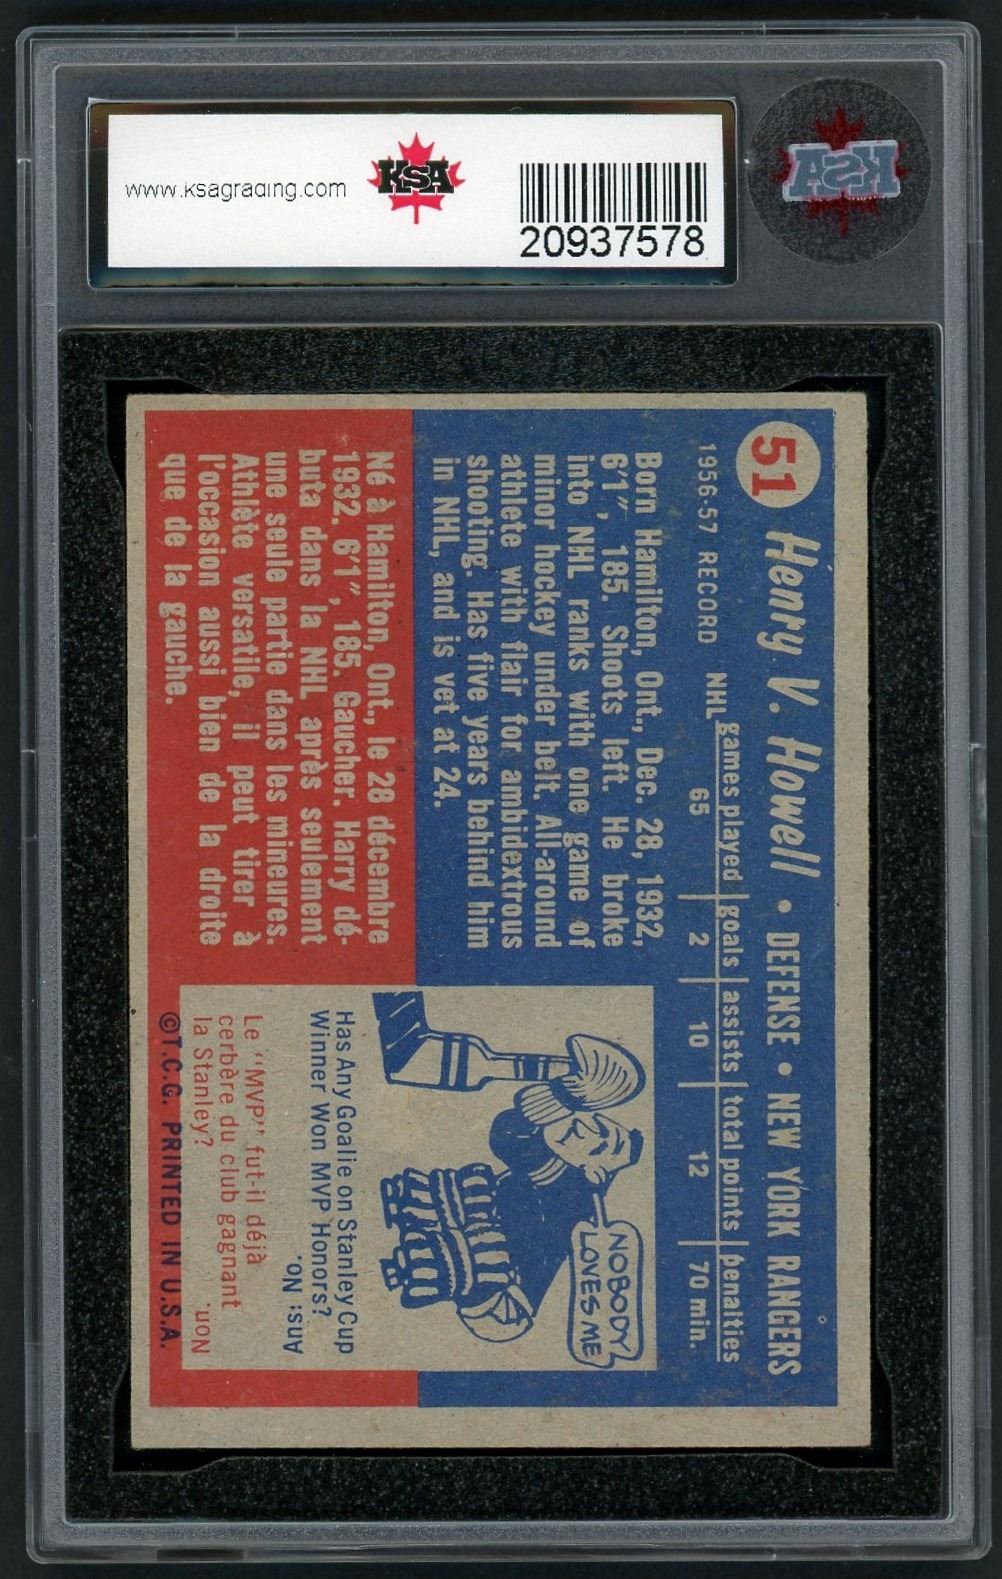 www.ksagrading.com
KSA
20937578
KSA
51 Henry V. Howell • DEFENSE • NEW YORK RANGERS
games played goals assists total points penalties
1956-57 RECORD NHL 65 2 10 12 70 min.
Born Hamilton, Ont., Dec. 28, 1932,
6'1", 185. Shoots left. He broke
into NHL ranks with one game of
minor hockey under belt. All-around
athlete with flair for ambidextrous
shooting. Has five years behind him
in NHL, and is yet at 24.
Né à Hamilton, Ont., le 28 décembre
1932. 6'1", 185. Gaucher. Harry dé-
buta dans la NHL après seulement
une seule partie dans les mineures.
Athlète versatile, il peut tirer à
l'occasion aussi bien de la droite
que de la gauche.
NOBODY
LOVES ME
Has Any Goalie on Stanley Cup
Winner Won MVP Honors?
Ans: No.
Le "MVP" fut-il déjà
cerbère du club gagnant
la Stanley?
Non.
©T.C.G. PRINTED IN U.S.A.